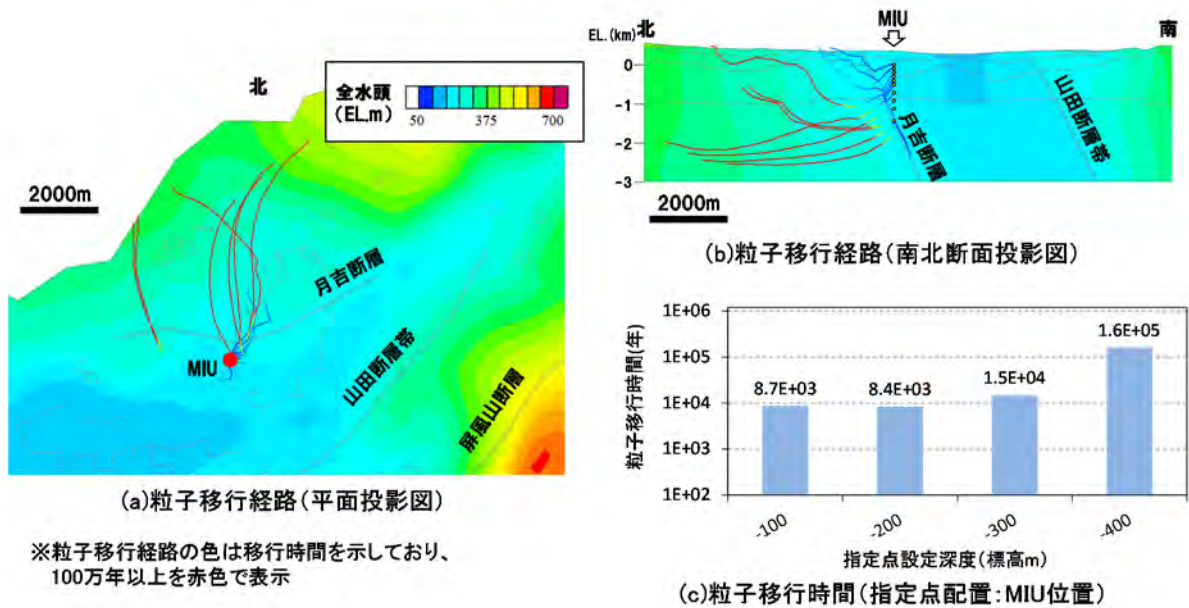 北
全水頭
(EL,m)
50 375 700
2000m
月吉断層
MIU
山田断層帯
屏風山断層
(a)粒子移行経路(平面投影図)
※粒子移行経路の色は移行時間を示しており、
100万年以上を赤色で表示
MIU
EL.(km) 北
南
0
-1
-2
-3
月吉断層
山田断層帯
2000m
(b)粒子移行経路(南北断面投影図)
粒子移行時間(年)
1E+06
1E+05
1E+04
1E+03
1E+02
8.7E+03
8.4E+03
1.5E+04
1.6E+05
-100
-200
-300
-400
指定点設定深度(標高m)
(c)粒子移行時間(指定点配置:MIU位置)